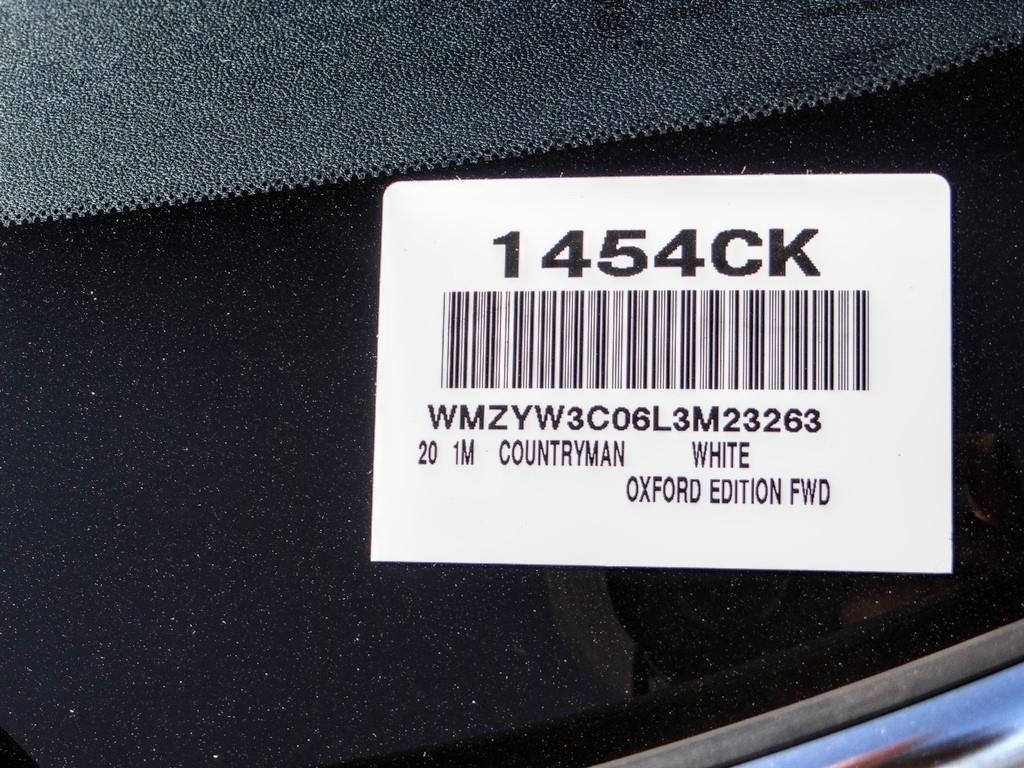 1454CK
WMZYW3C06L3M23263
20 1M COUNTRYMAN WHITE
OXFORD EDITION FWD